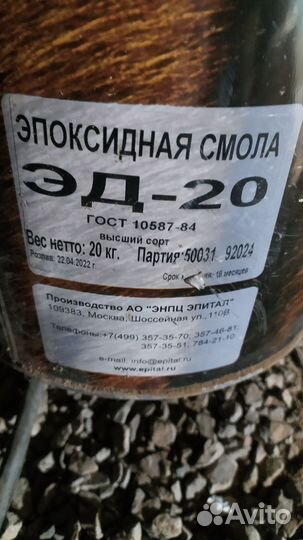 ЭПОКСИДНАЯ СМОЛА
ЭД-20
ГОСТ 10587-84
высший сорт
Вес нетто: 20 кг. Партия 50031 92024
Розлив: 22.04.2022 г. Срок 18 месяцев
Производство АО "ЭНПЦ ЭПИТАЛ"
109383, Москва, Шоссейная ул.,110В
Телефоны:+7(499) 357-35-70; 357-46-81;
357-35-51; 784-21-10
e-mail: info@epital.ru
www.epital.ru
Avito